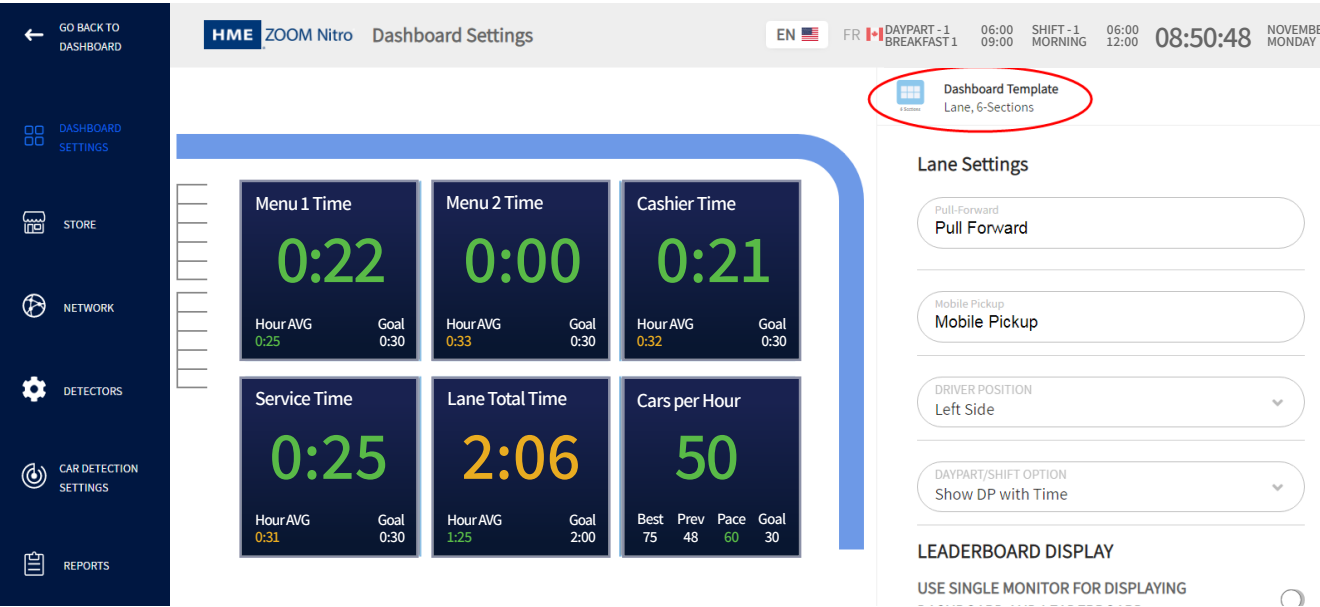 GO BACK TO
DASHBOARD
HME ZOOM Nitro Dashboard Settings
EN FR
DAYPART - 1 06:00 SHIFT - 1 06:00 08:50:48
BREAKFAST 1 09:00 MORNING 12:00 MONDAY
DASHBOARD
SETTINGS
STORE
NETWORK
DETECTORS
CAR DETECTION
SETTINGS
REPORTS
Menu 1 Time
0:22
Hour AVG Goal
0:25 0:30
Menu 2 Time
0:00
Hour AVG Goal
0:33 0:30
Cashier Time
0:21
Hour AVG Goal
0:32 0:30
Service Time
0:25
Hour AVG Goal
0:31 0:30
Lane Total Time
2:06
Hour AVG Goal
1:25 2:00
Cars per Hour
50
Best Prev Pace Goal
75 48 60 30
Dashboard Template
Lane, 6-Sections
Lane Settings
Pull-Forward
Pull Forward
Mobile Pickup
Mobile Pickup
DRIVER POSITION
Left Side
DAYPART/SHIFT OPTION
Show DP with Time
LEADERBOARD DISPLAY
USE SINGLE MONITOR FOR DISPLAYING